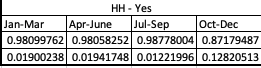 HH - Yes
Jan-Mar Apr-June Jul-Sep Oct-Dec
0.98099762 0.98058252 0.98778004 0.87179487
0.01900238 0.01941748 0.01221996 0.12820513